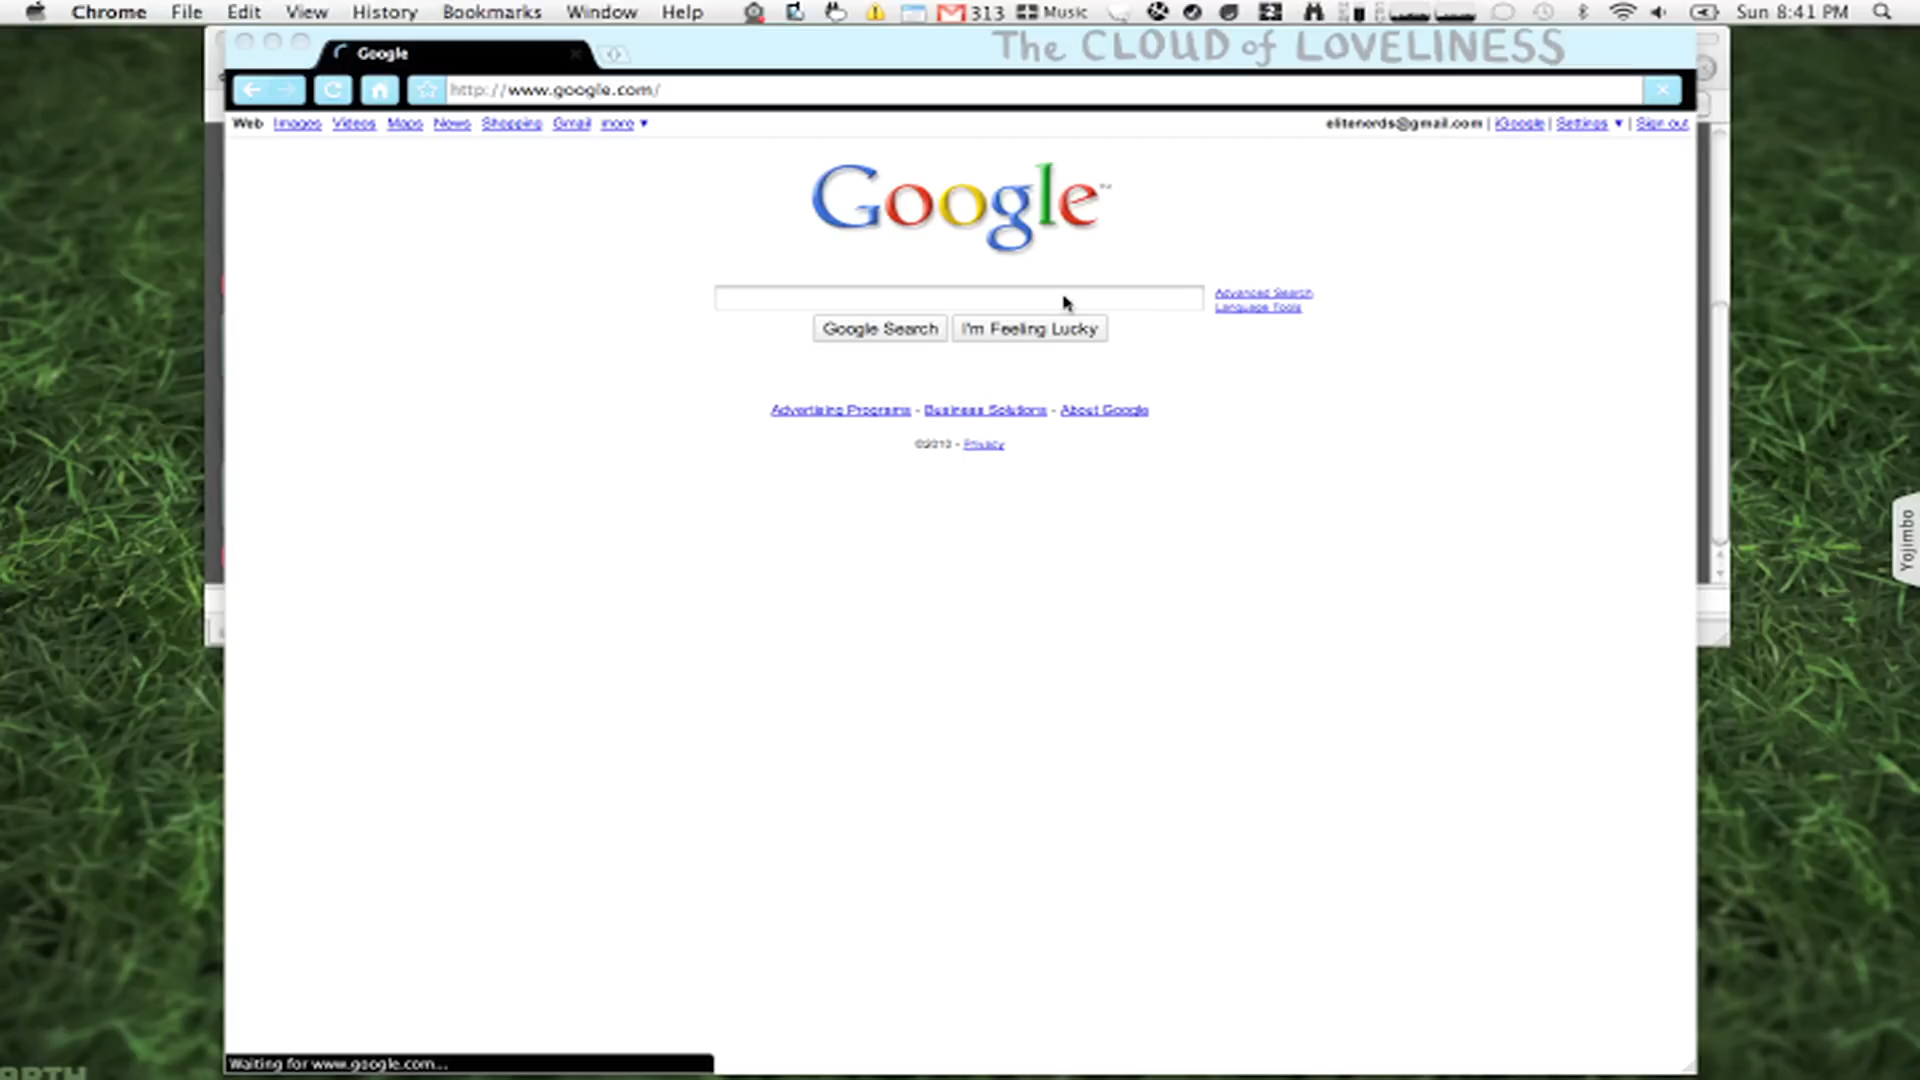 Chrome File Edit View History Bookmarks Window Help 313 Music Sun 8:41 PM
Google The CLOUD of LOVELINESS
http://www.google.com/
Web Images Videos Maps News Shopping Gmail more ▼ elitenerds@gmail.com | iGoogle | Settings ▼ | Sign out
Google™
Advanced Search
Language Tools
Google Search I'm Feeling Lucky
Advertising Programs - Business Solutions - About Google
©2010 - Privacy
Yojimbo
Waiting for www.google.com...